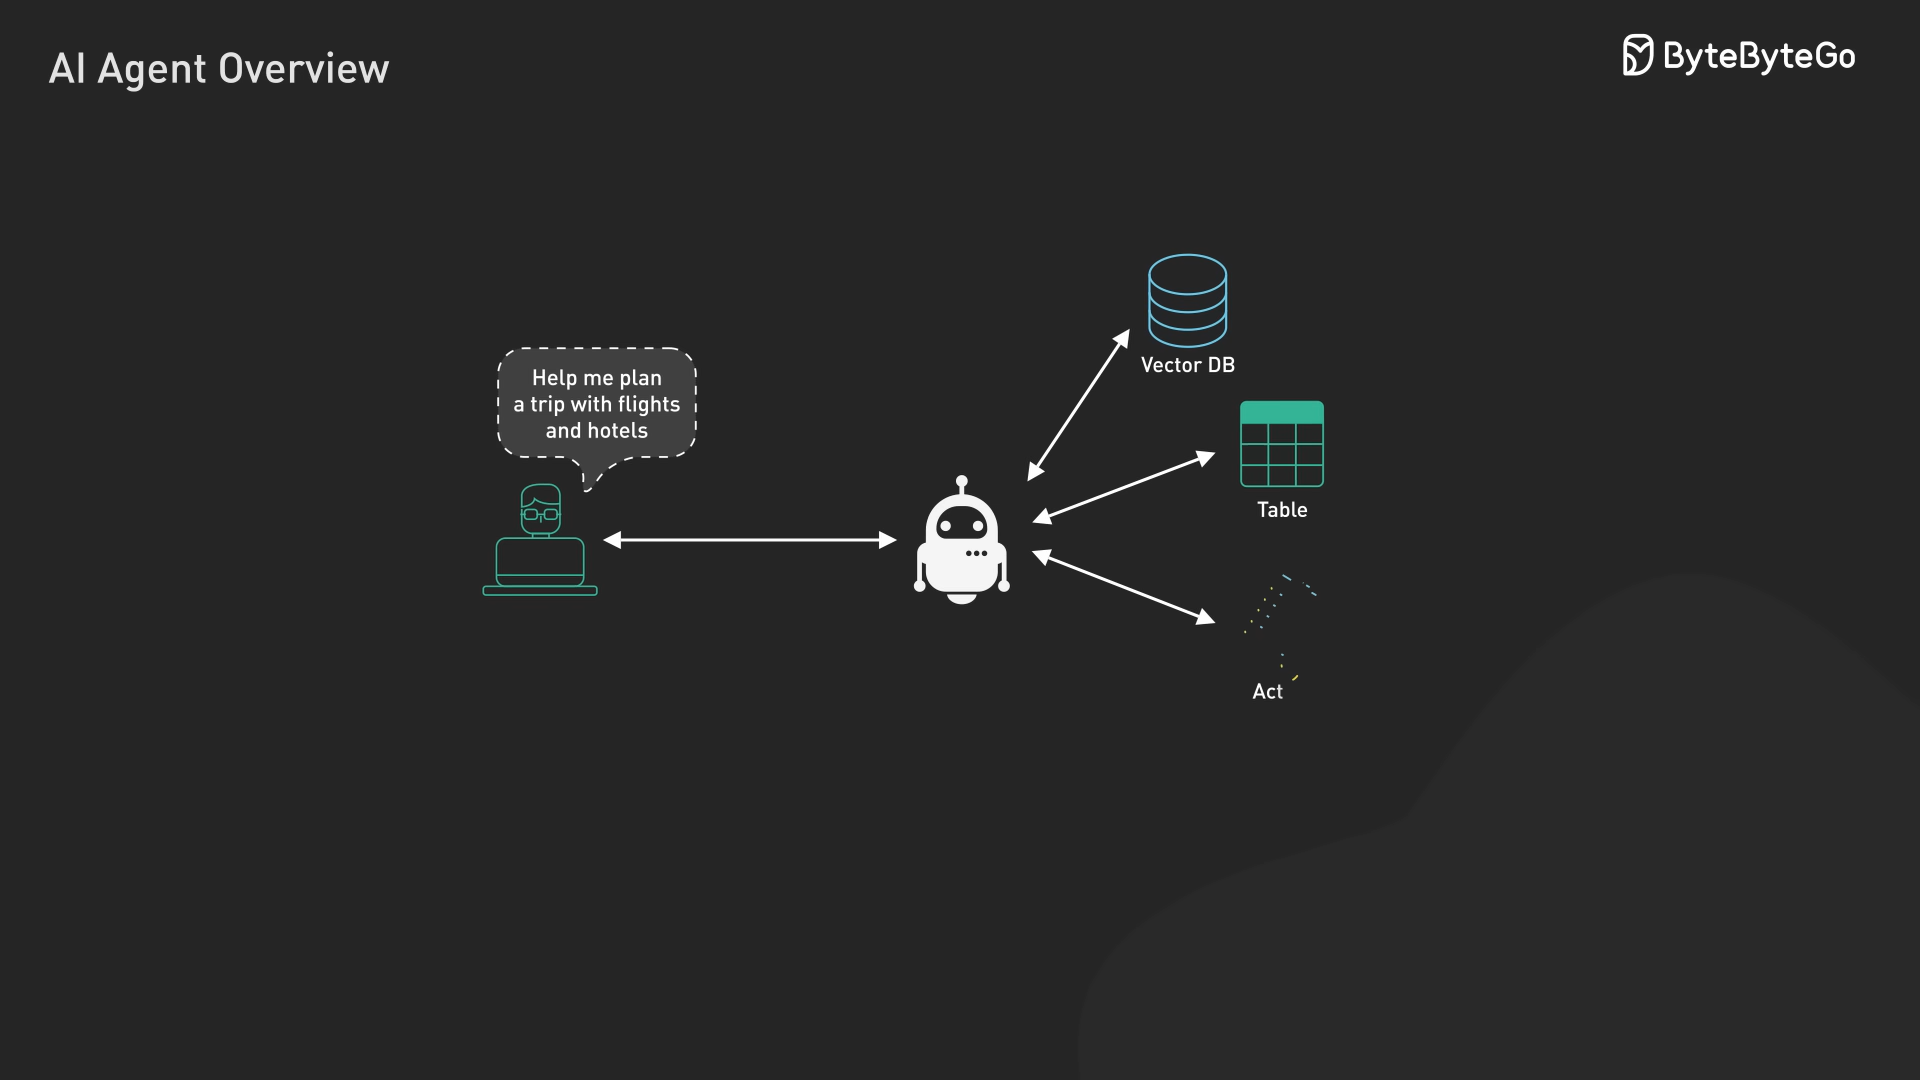 AI Agent Overview
ByteByteGo
Help me plan
a trip with flights
and hotels
Vector DB
Table
Act